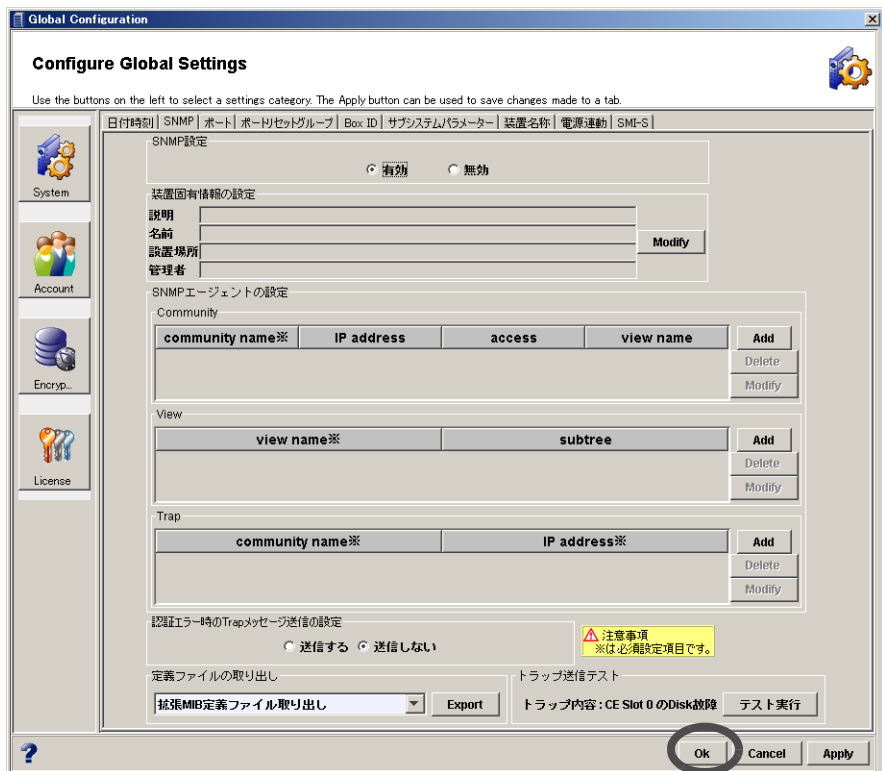 Global Configuration
Configure Global Settings
Use the buttons on the left to select a settings category. The Apply button can be used to save changes made to a tab.
System
Account
Encryp...
License
日付時刻 SNMP ポート ポートリセットグループ Box ID サブシステムパラメーター 装置名称 電源連動 SMI-S
SNMP設定
有効 無効
装置固有情報の設定
説明
名前
設置場所
管理者
Modify
SNMPエージェントの設定
Community
community name※ IP address access view name
Add
Delete
Modify
View
view name※ subtree
Add
Delete
Modify
Trap
community name※ IP address※
Add
Delete
Modify
認証エラー時のTrapメッセージ送信の設定
送信する 送信しない
注意事項
※は必須設定項目です。
定義ファイルの取り出し
拡張MIB定義ファイル取り出し Export
トラップ送信テスト
トラップ内容：CE Slot 0 のDisk故障 テスト実行
?
Ok Cancel Apply